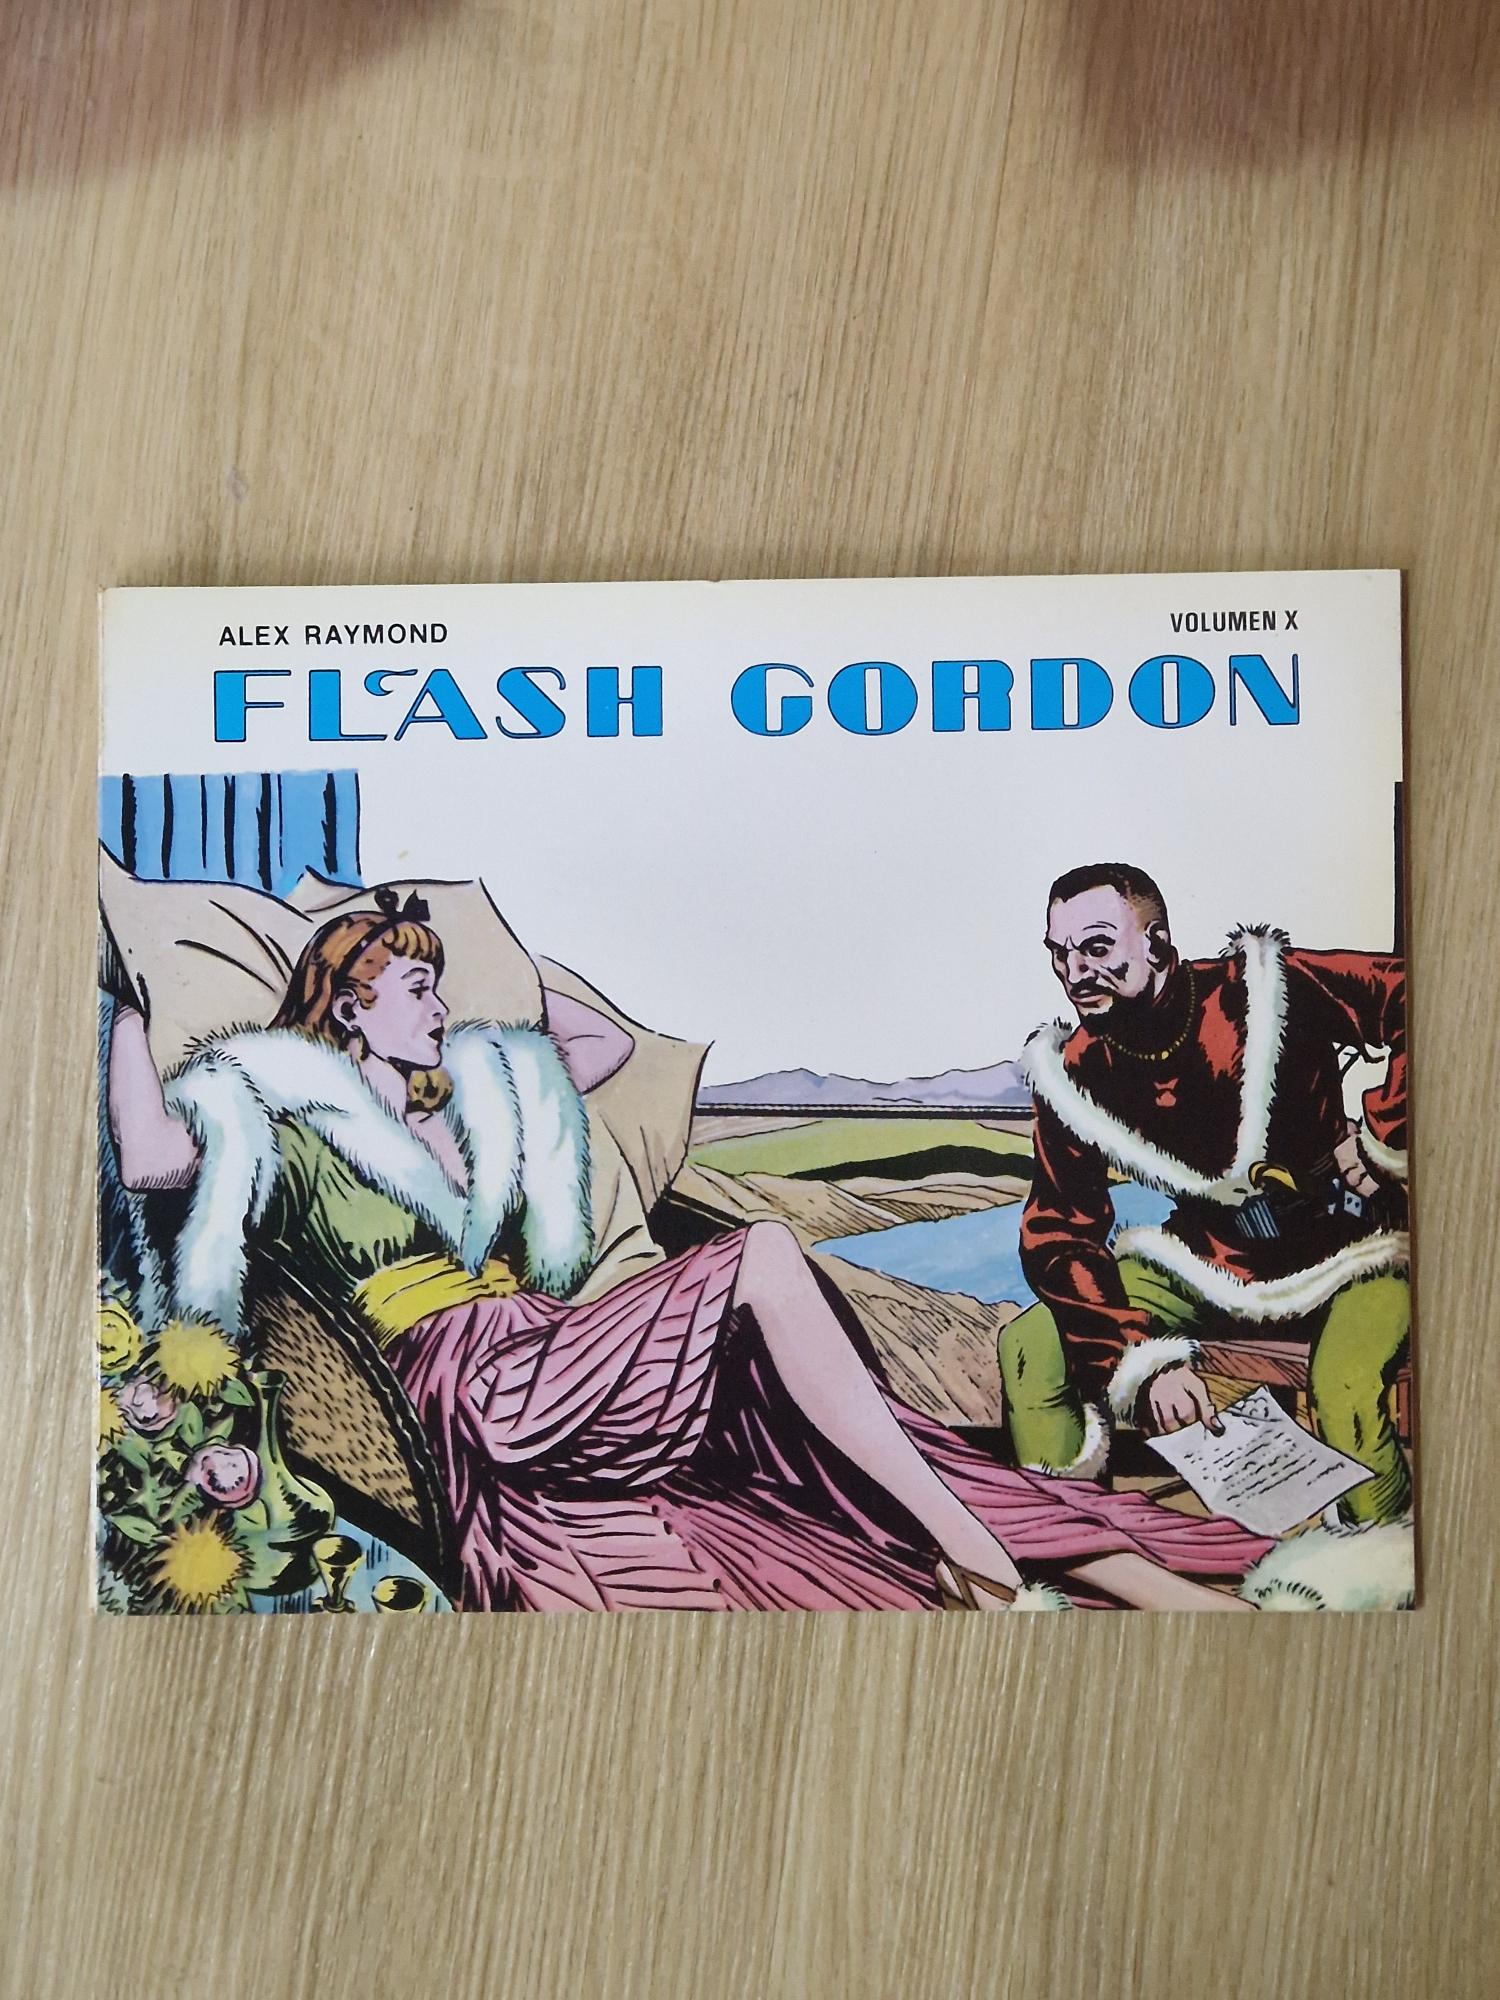 ALEX RAYMOND
VOLUMEN X
FLASH GORDON